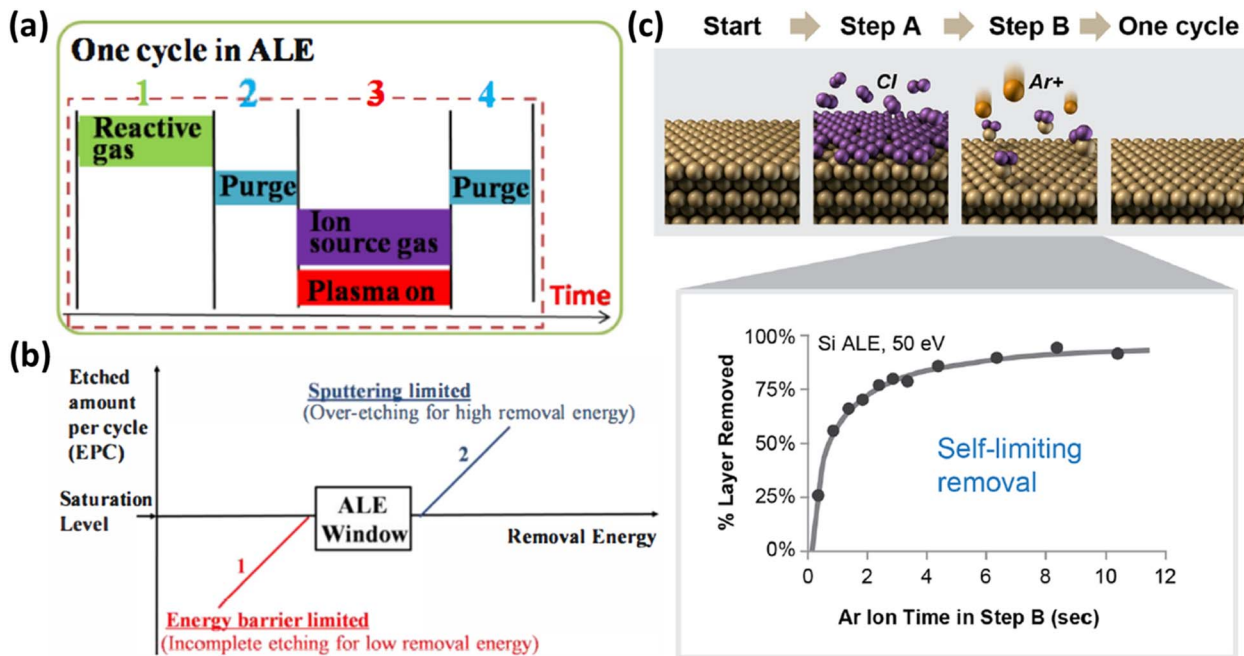 (a)
One cycle in ALE
1 2 3 4
Reactive
gas
Purge
Ion
source gas
Plasma on
Purge
Time
(b)
Etched
amount
per cycle
(EPC)
Saturation
Level
Sputtering limited
(Over-etching for high removal energy)
2
ALE
Window
Removal Energy
1
Energy barrier limited
(Incomplete etching for low removal energy)
(c)
Start Step A Step B One cycle
Cl Ar+
Si ALE, 50 eV
100%
75%
50%
25%
0%
% Layer Removed
Self-limiting
removal
0 2 4 6 8 10 12
Ar Ion Time in Step B (sec)